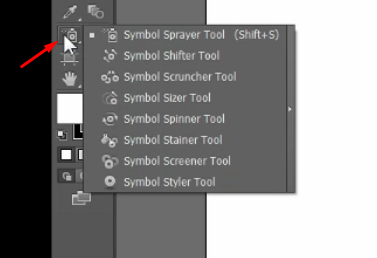 Symbol Sprayer Tool (Shift+S)
Symbol Shifter Tool
Symbol Scruncher Tool
Symbol Sizer Tool
Symbol Spinner Tool
Symbol Stainer Tool
Symbol Screener Tool
Symbol Styler Tool